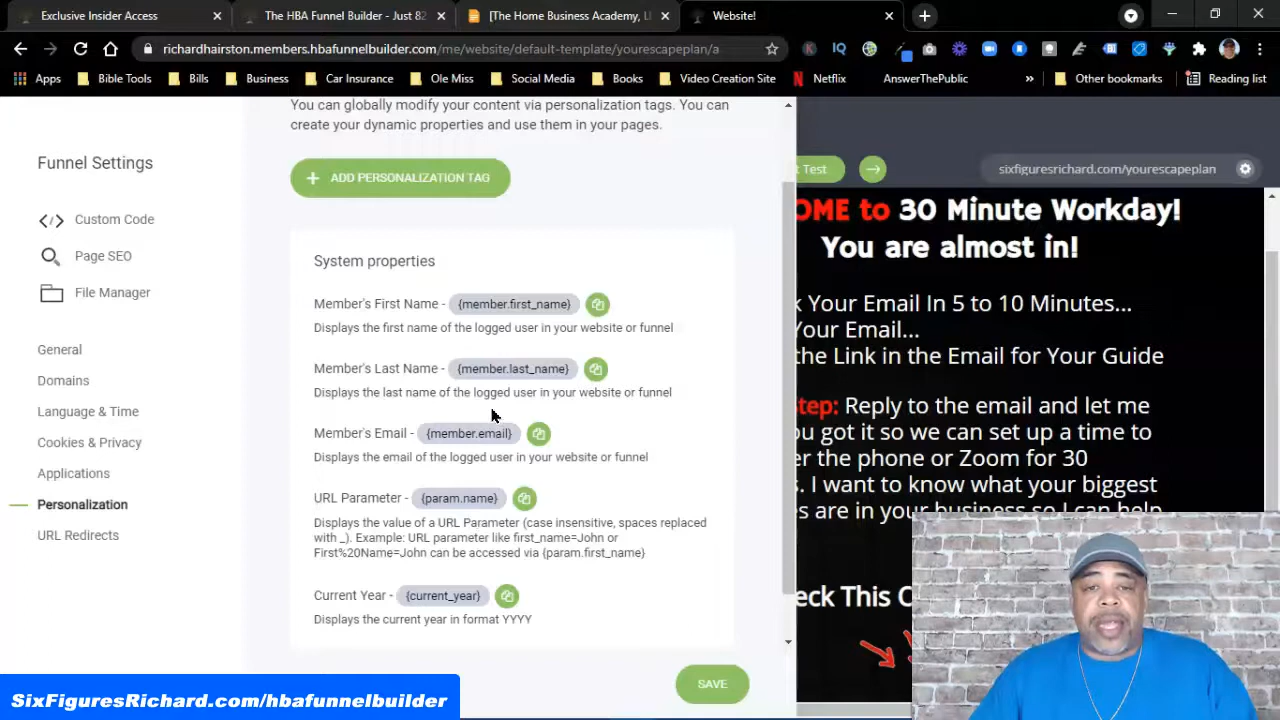 Exclusive Insider Access
The HBA Funnel Builder - Just 82
[The Home Business Academy, L
Website!
richardhairston.members.hbafunnelbuilder.com/me/website/default-template/yourescapeplan/a
Apps
Bible Tools
Bills
Business
Car Insurance
Ole Miss
Social Media
Books
Video Creation Site
Netflix
AnswerThePublic
»
Other bookmarks
Reading list
You can globally modify your content via personalization tags. You can
create your dynamic properties and use them in your pages.
+ ADD PERSONALIZATION TAG
Funnel Settings
Custom Code
Page SEO
File Manager
General
Domains
Language & Time
Cookies & Privacy
Applications
Personalization
URL Redirects
System properties
Member's First Name - {member.first_name}
Displays the first name of the logged user in your website or funnel
Member's Last Name - {member.last_name}
Displays the last name of the logged user in your website or funnel
Member's Email - {member.email}
Displays the email of the logged user in your website or funnel
URL Parameter - {param.name}
Displays the value of a URL Parameter (case insensitive, spaces replaced
with _). Example: URL parameter like first_name=John or
First%20Name=John can be accessed via {param.first_name}
Current Year - {current_year}
Displays the current year in format YYYY
SAVE
t Test
sixfiguresrichard.com/yourescapeplan
OME to 30 Minute Workday!
You are almost in!
k Your Email In 5 to 10 Minutes...
Your Email...
the Link in the Email for Your Guide
tep: Reply to the email and let me
ou got it so we can set up a time to
er the phone or Zoom for 30
s. I want to know what your biggest
s are in your business so I can help
eck This O
SixFiguresRichard.com/hbafunnelbuilder